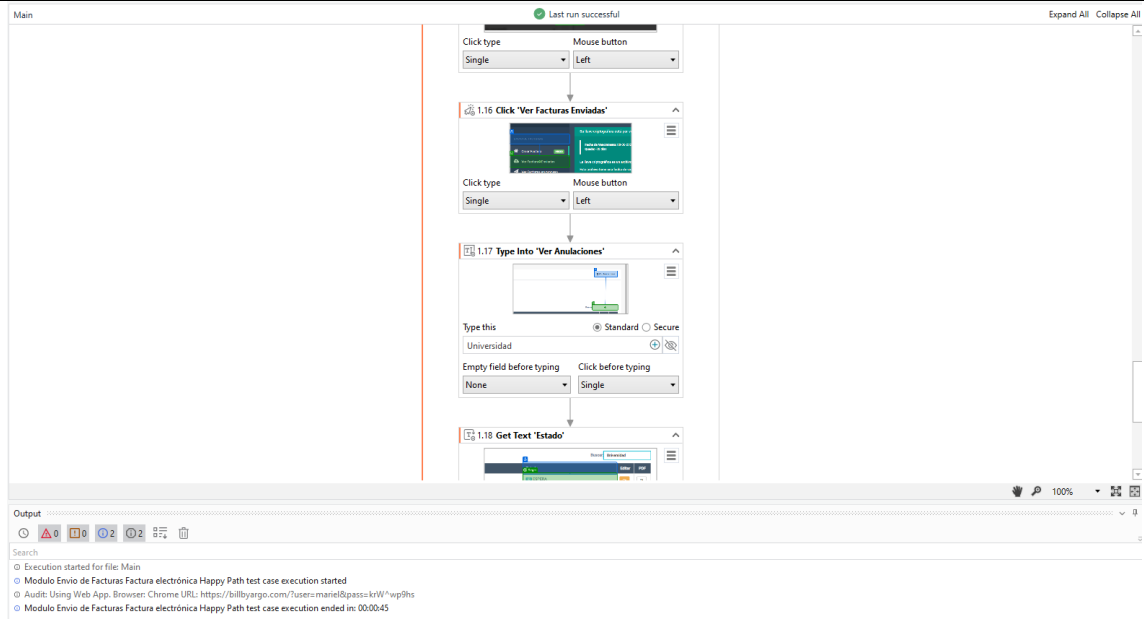 Main Last run successful Expand All Collapse All
Click type Mouse button
Single Left
1.16 Click 'Ver Facturas Enviadas'
Click type Mouse button
Single Left
1.17 Type Into 'Ver Anulaciones'
Type this Standard Secure
Universidad
Empty field before typing Click before typing
None Single
1.18 Get Text 'Estado'
Universidad
Editar PDF
100%
Output
0 0 2 2
Search
Execution started for file: Main
Modulo Envio de Facturas Factura electrónica Happy Path test case execution started
Audit: Using Web App. Browser: Chrome URL: https://billbyargo.com/?user=mariel&pass=krW^wp9hs
Modulo Envio de Facturas Factura electrónica Happy Path test case execution ended in: 00:00:45